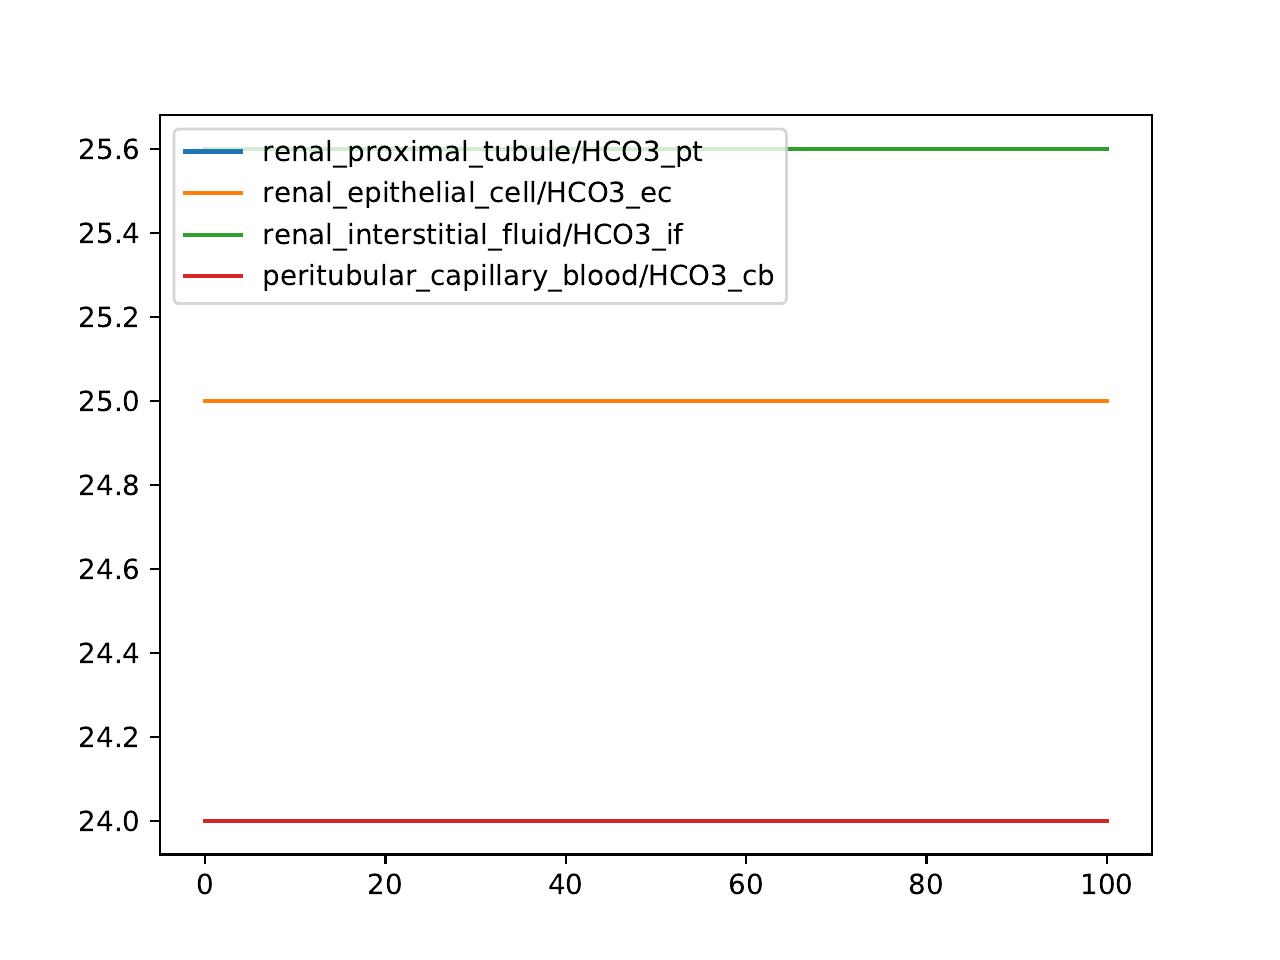 25.6
25.4
25.2
25.0
24.8
24.6
24.4
24.2
24.0
renal_proximal_tubule/HCO3_pt
renal_epithelial_cell/HCO3_ec
renal_interstitial_fluid/HCO3_if
peritubular_capillary_blood/HCO3_cb
0 20 40 60 80 100